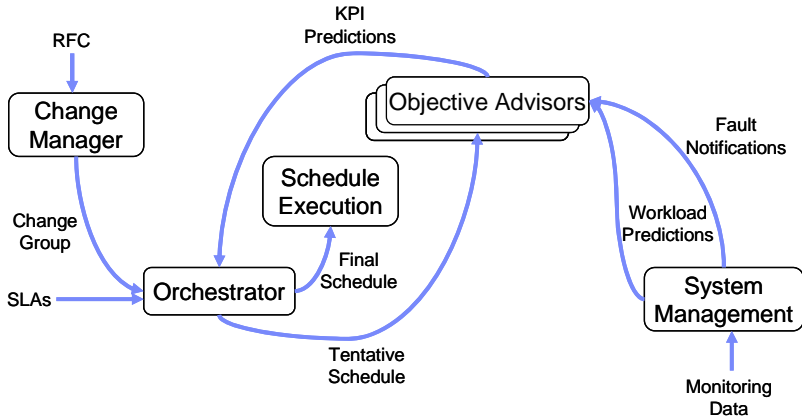 RFC
KPI
Predictions
Change
Manager
Objective Advisors
Fault
Notifications
Schedule
Execution
Workload
Predictions
Change
Group
Final
Schedule
SLAs
Orchestrator
System
Management
Tentative
Schedule
Monitoring
Data